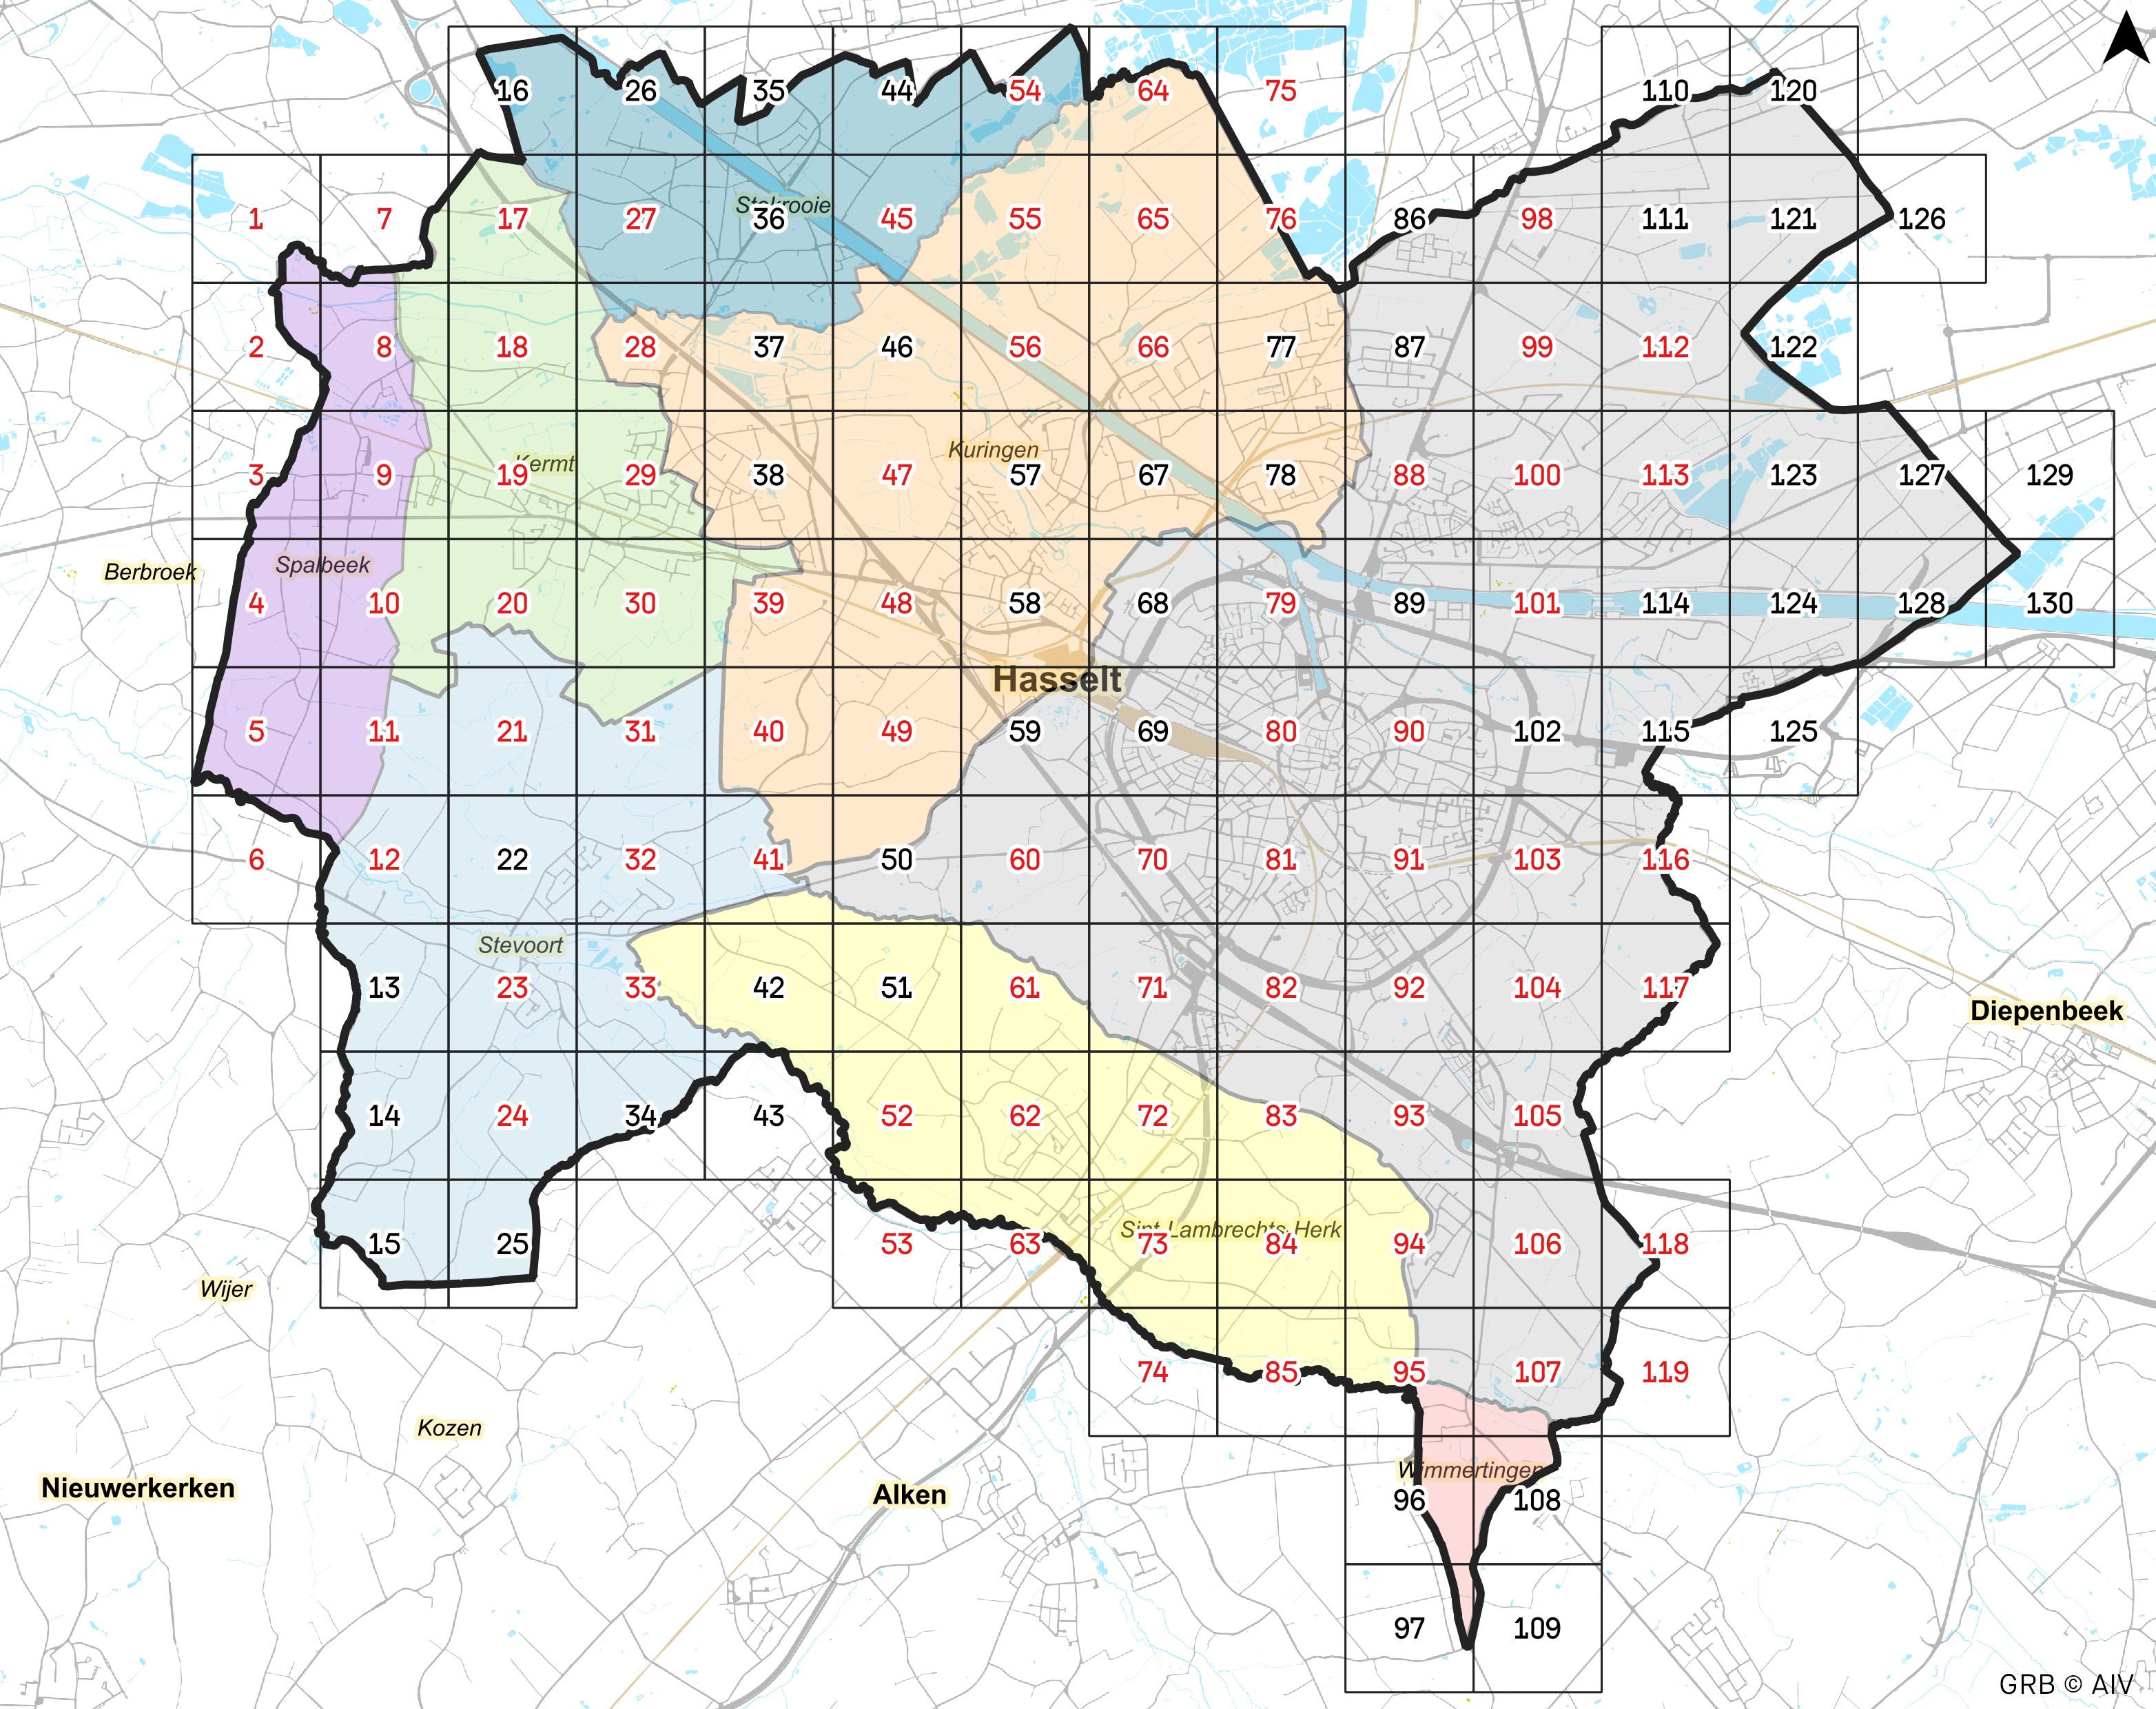 16 26 35 44 54 64 75 110 120
1 7 17 27 Stokrooie 36 45 55 65 76 86 98 111 121 126
2 8 18 28 37 46 56 66 77 87 99 112 122
Kuringen
Kermt
3 9 19 29 38 47 57 67 78 88 100 113 123 127 129
Berbroek Spalbeek
4 10 20 30 39 48 58 68 79 89 101 114 124 128 130
Hasselt
5 11 21 31 40 49 59 69 80 90 102 115 125
6 12 22 32 41 50 60 70 81 91 103 116
Stevoort
13 23 33 42 51 61 71 82 92 104 117
Diepenbeek
14 24 34 43 52 62 72 83 93 105
Sint-Lambrechts-Herk
15 25 53 63 73 84 94 106 118
Wijer
74 85 95 107 119
Kozen
Wimmertingen
Nieuwerkerken Alken
96 108
97 109
GRB © AIV